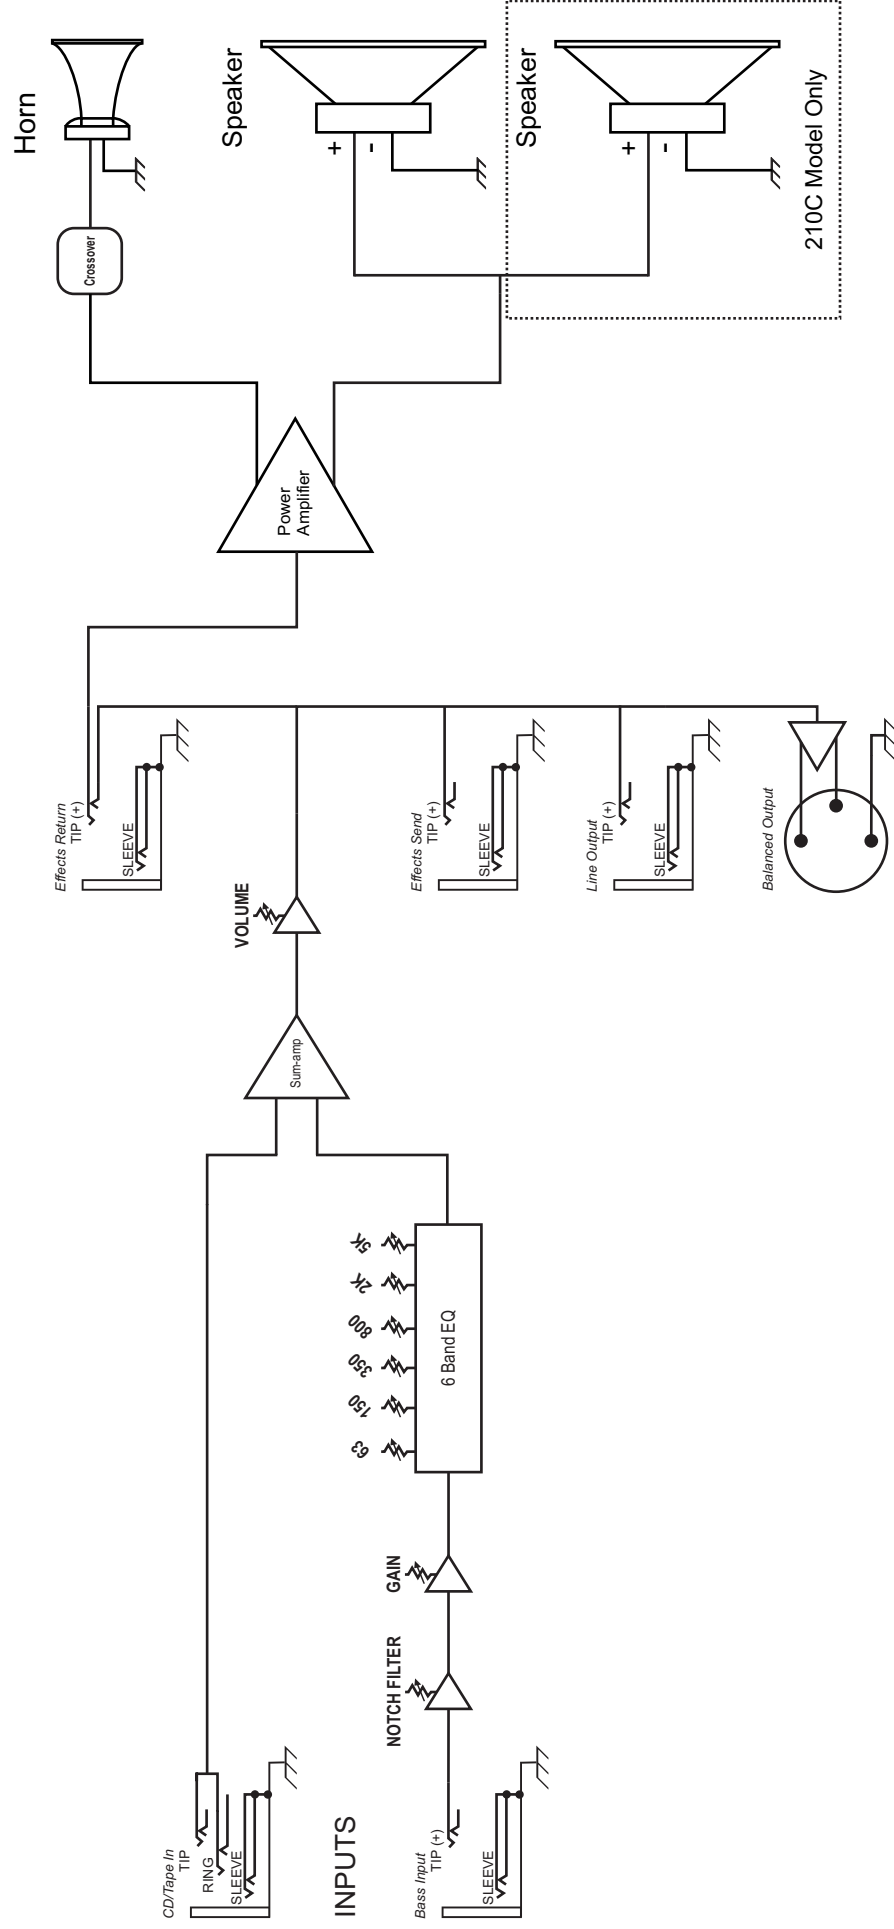 CD/Tape In
TIP
RING
SLEEVE
INPUTS
Bass Input
TIP (+)
SLEEVE
NOTCH FILTER
GAIN
63
150
350
800
2K
5K
6 Band EQ
Sum-amp
VOLUME
Effects Return
TIP (+)
SLEEVE
Effects Send
TIP (+)
SLEEVE
Line Output
TIP (+)
SLEEVE
Balanced Output
Power
Amplifier
Crossover
Horn
Speaker
+
-
Speaker
+
-
210C Model Only